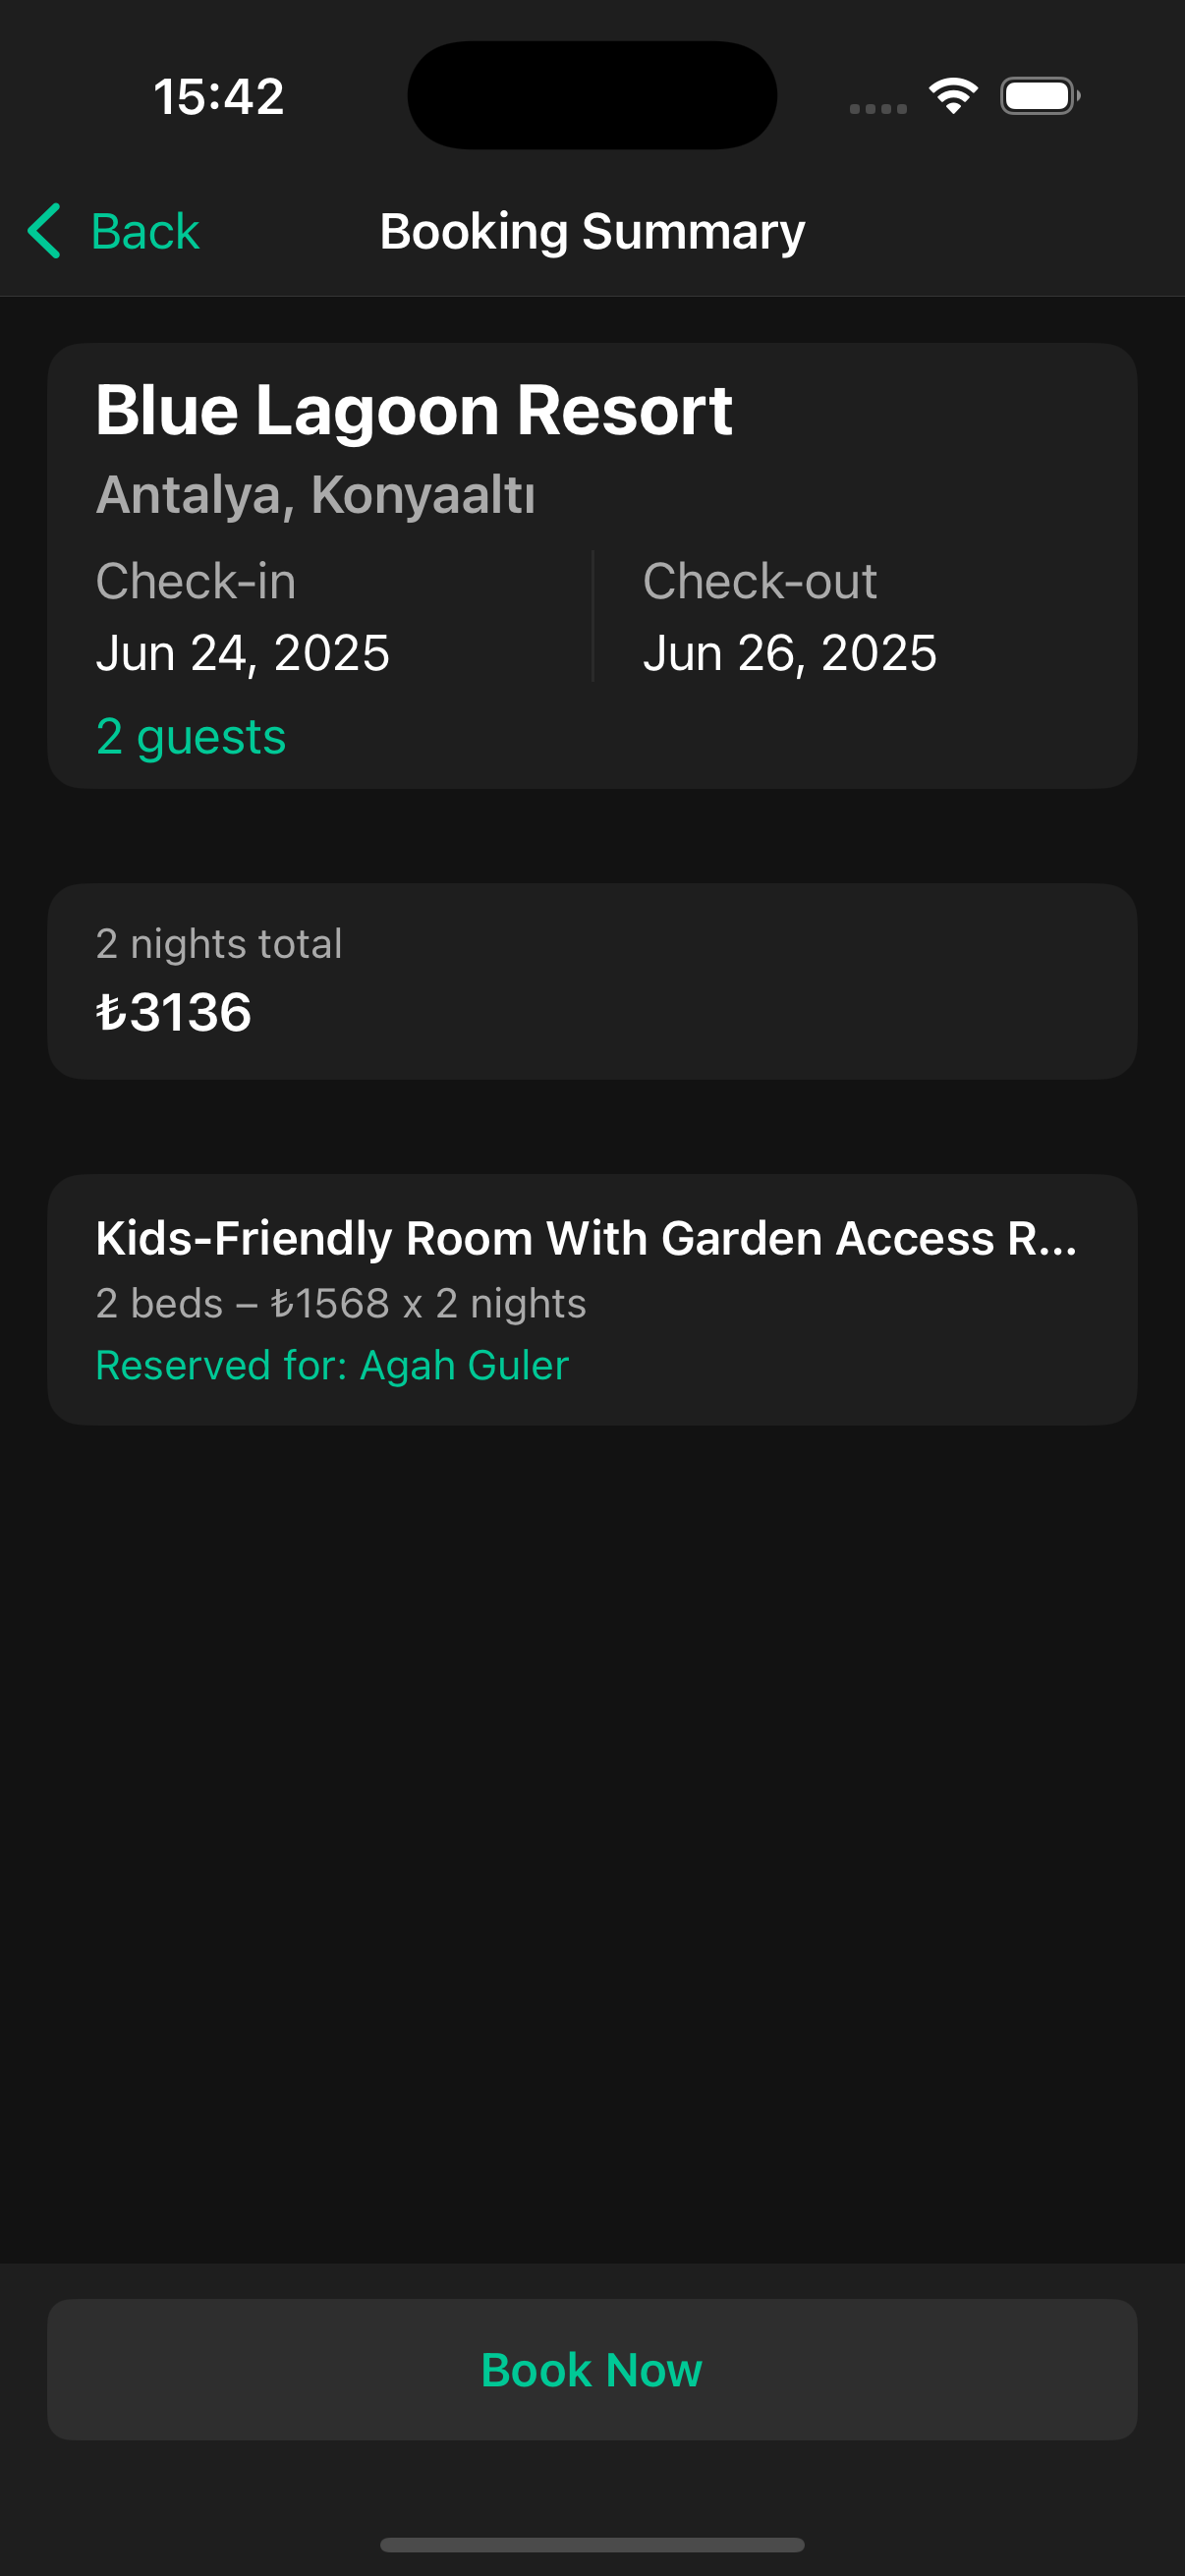 15:42
Back
Booking Summary
Blue Lagoon Resort
Antalya, Konyaaltı
Check-in
Check-out
Jun 24, 2025
Jun 26, 2025
2 guests
2 nights total
₺3136
Kids-Friendly Room With Garden Access R...
2 beds – ₺1568 x 2 nights
Reserved for: Agah Guler
Book Now